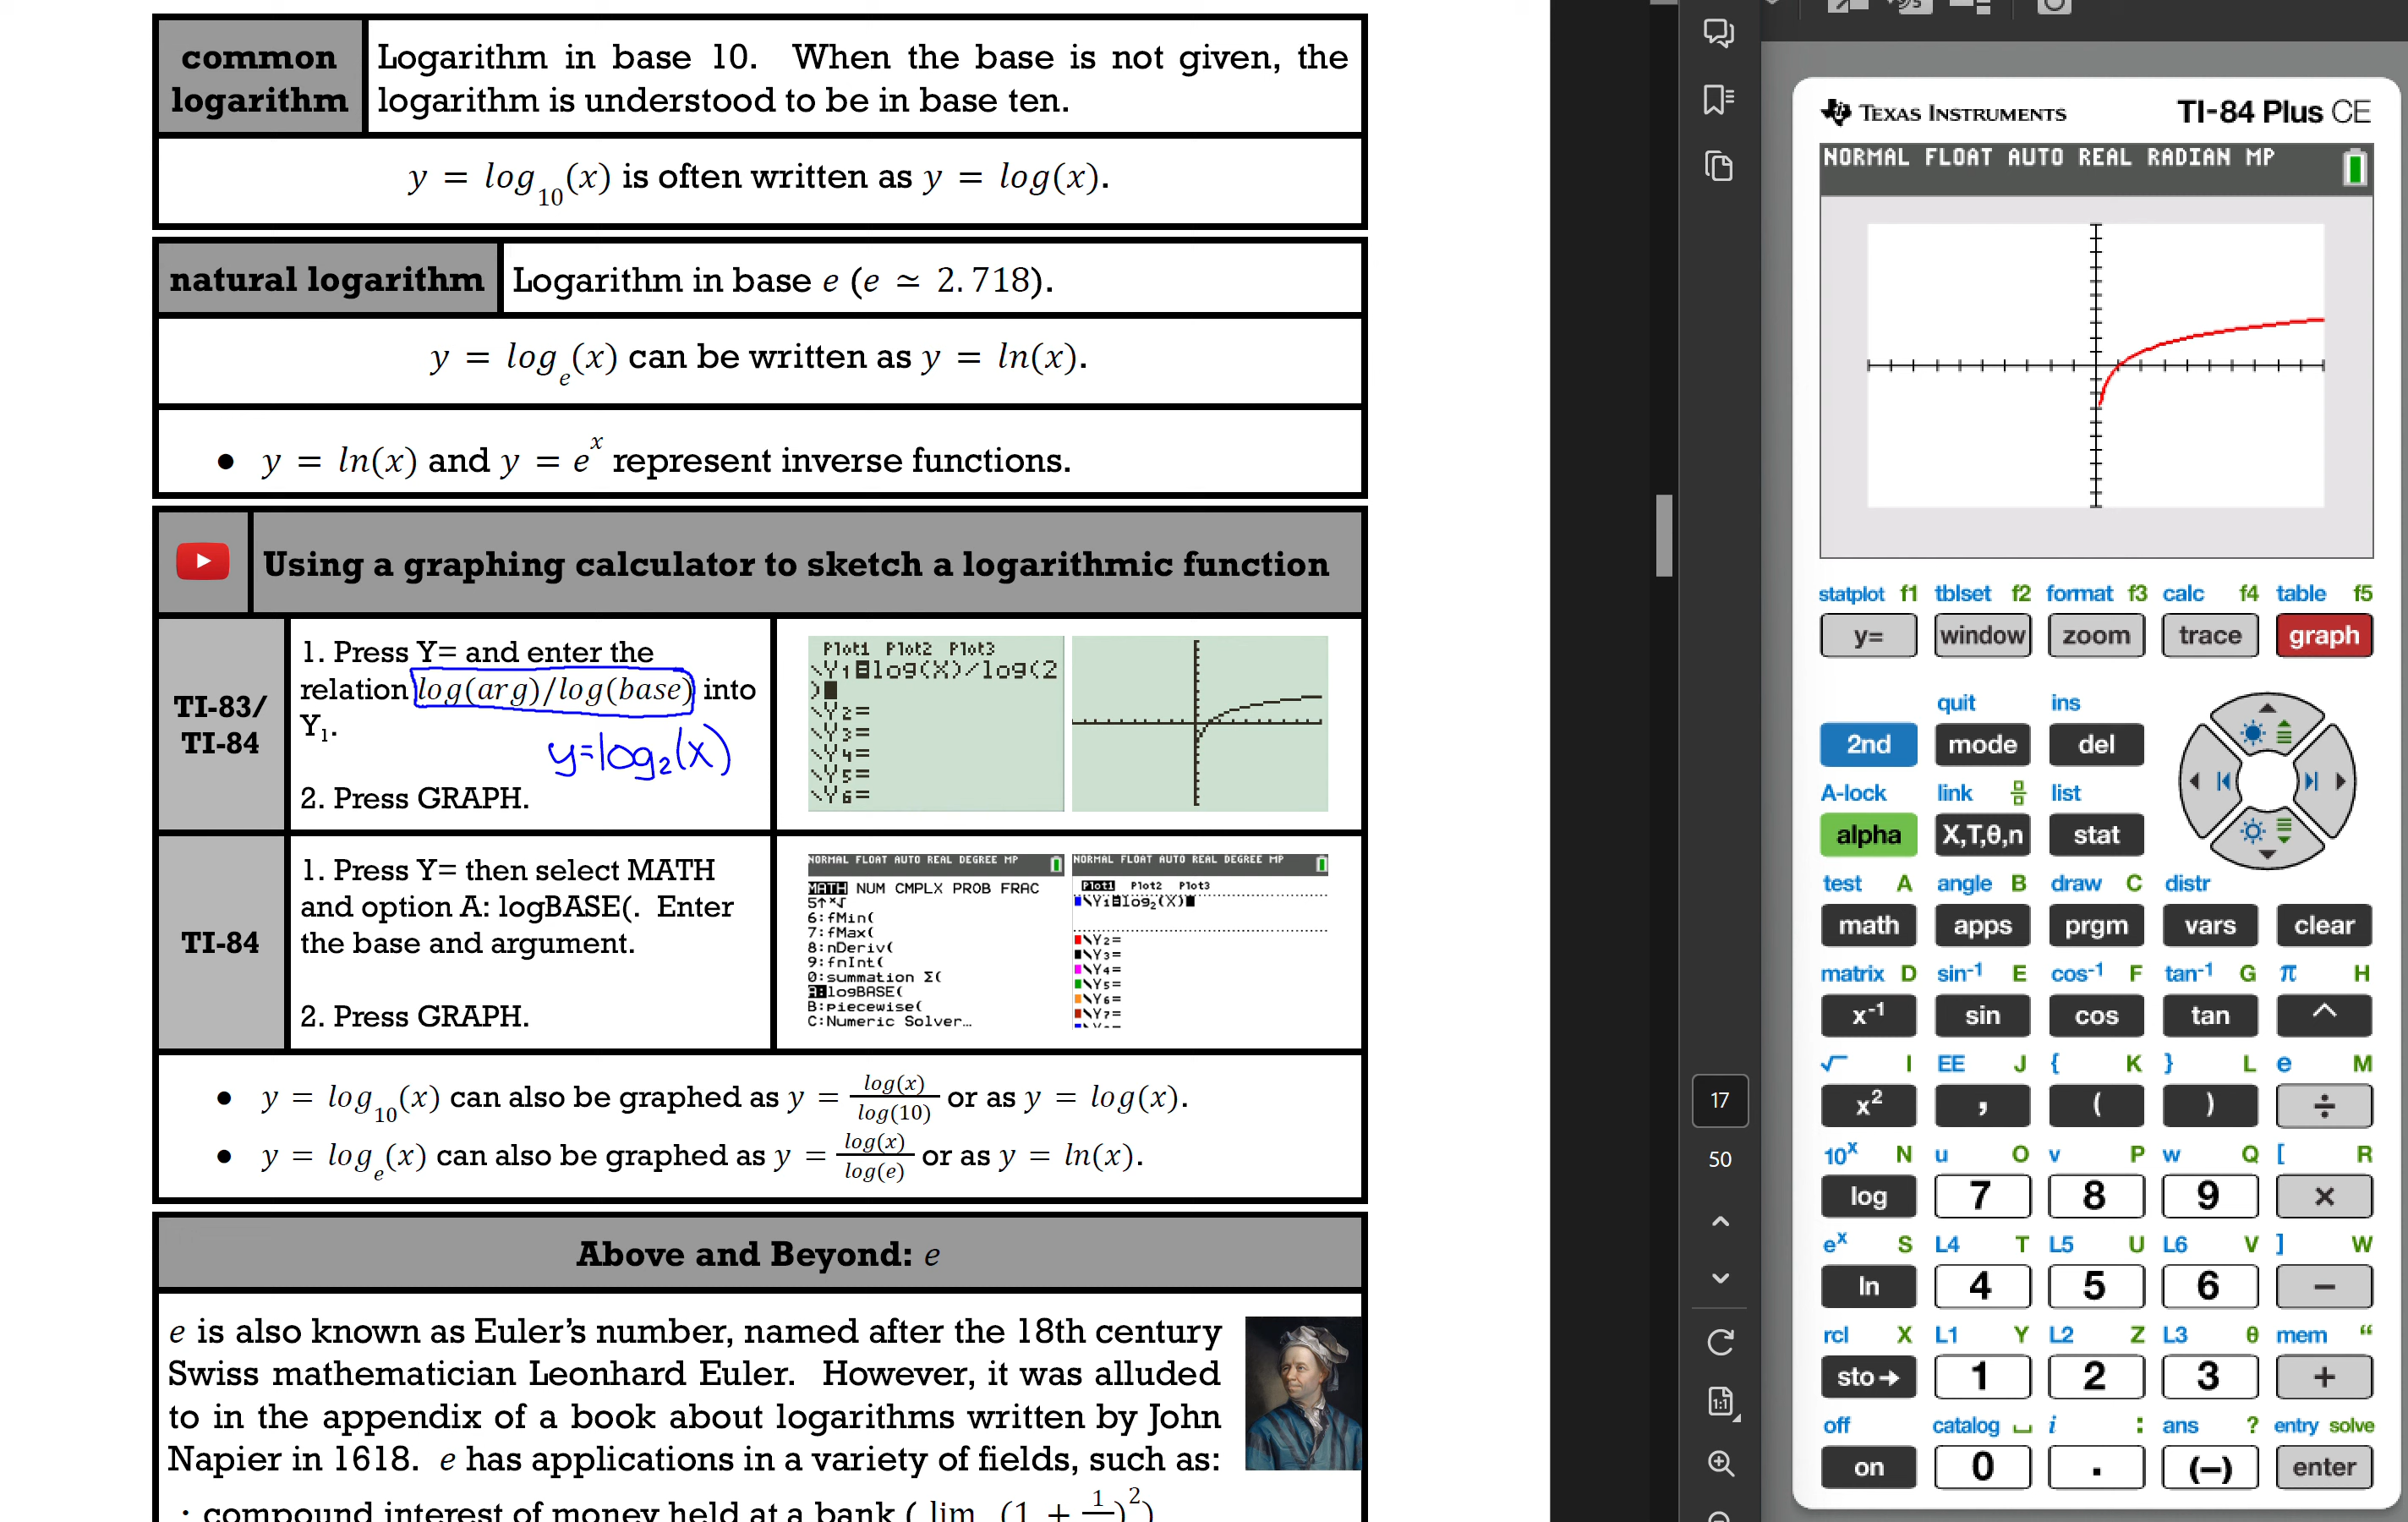 common logarithm
Logarithm in base 10. When the base is not given, the
logarithm is understood to be in base ten.
y = log₁₀(x) is often written as y = log(x).
natural logarithm
Logarithm in base e (e ≃ 2.718).
y = logₑ(x) can be written as y = ln(x).
● y = ln(x) and y = eˣ represent inverse functions.
Using a graphing calculator to sketch a logarithmic function
TI-83/
TI-84
1. Press Y= and enter the
relation log(arg)/log(base) into
Y₁.
y=log₂(x)
2. Press GRAPH.
Plot1 Plot2 Plot3
\Y₁=log(X)/log(2
)
\Y₂=
\Y₃=
\Y₄=
\Y₅=
\Y₆=
TI-84
1. Press Y= then select MATH
and option A: logBASE(. Enter
the base and argument.
2. Press GRAPH.
NORMAL FLOAT AUTO REAL DEGREE MP
MATH NUM CMPLX PROB FRAC
5↑ˣ√
6:fMin(
7:fMax(
8:nDeriv(
9:fnInt(
0:summation Σ(
A:logBASE(
B:piecewise(
C:Numeric Solver…
NORMAL FLOAT AUTO REAL DEGREE MP
Plot1 Plot2 Plot3
\Y₁=log₂(X)
\Y₂=
\Y₃=
\Y₄=
\Y₅=
\Y₆=
\Y₇=
● y = log₁₀(x) can also be graphed as y = log(x)/log(10) or as y = log(x).
● y = logₑ(x) can also be graphed as y = log(x)/log(e) or as y = ln(x).
Above and Beyond: e
e is also known as Euler’s number, named after the 18th century
Swiss mathematician Leonhard Euler. However, it was alluded
to in the appendix of a book about logarithms written by John
Napier in 1618. e has applications in a variety of fields, such as:
· compound interest of money held at a bank ( lim (1 + 1/ )²)
17
50
1:1
TEXAS INSTRUMENTS TI-84 Plus CE
NORMAL FLOAT AUTO REAL RADIAN MP
statplot f1 tblset f2 format f3 calc f4 table f5
y= window zoom trace graph
quit ins
2nd mode del
A-lock link list
alpha X,T,θ,n stat
test A angle B draw C distr
math apps prgm vars clear
matrix D sin⁻¹ E cos⁻¹ F tan⁻¹ G π H
x⁻¹ sin cos tan ^
√ I EE J { K } L e M
x² , ( ) ÷
10ˣ N u O v P w Q [ R
log 7 8 9 ×
eˣ S L4 T L5 U L6 V ] W
ln 4 5 6 −
rcl X L1 Y L2 Z L3 θ mem “
sto→ 1 2 3 +
off catalog ⎵ i : ans ? entry solve
on 0 . (−) enter